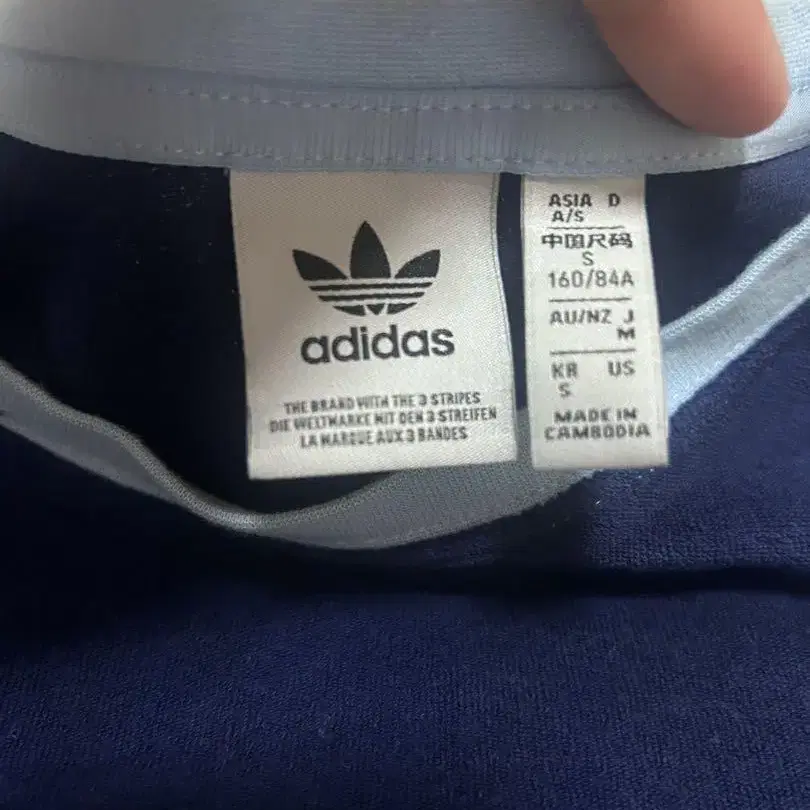 adidas
THE BRAND WITH THE 3 STRIPES
DIE WELTMARKE MIT DEN 3 STREIFEN
LA MARQUE AUX 3 BANDES
ASIA D
A/S
中国尺码
S
160/84A
AU/NZ J
M
KR US
S
MADE IN
CAMBODIA